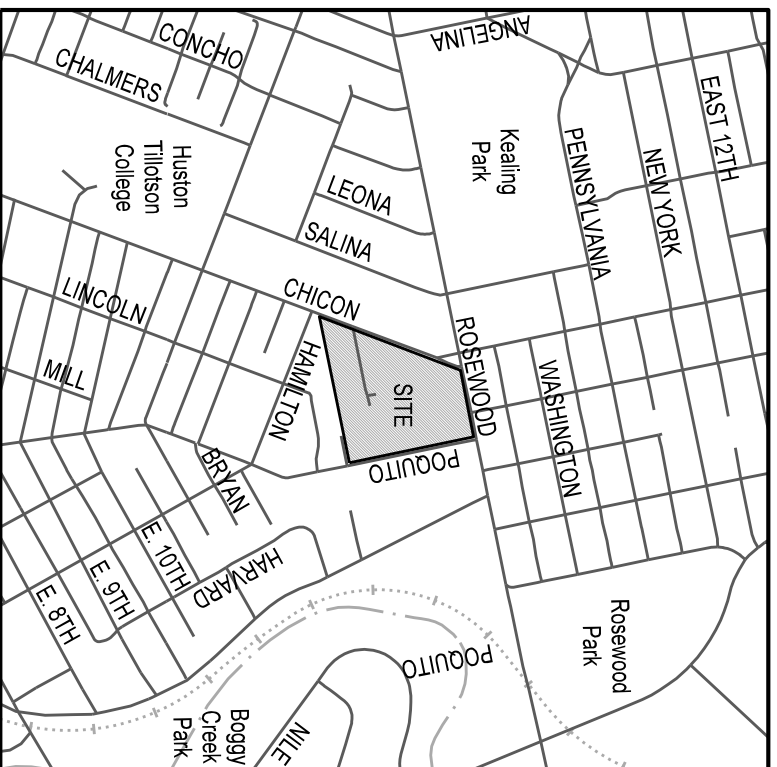 ANGELINA
CONCHO
CHALMERS
EAST 12TH
Kealing
Park
PENNSYLVANIA
NEW YORK
Huston
Tillotson
College
LEONA
SALINA
CHICON
LINCOLN
ROSEWOOD
HAMILTON
MILL
SITE
WASHINGTON
POQUITO
BRYAN
E. 10TH
HARVARD
E. 9TH
E. 8TH
Rosewood
Park
POQUITO
Boggy
Creek
Park
NILE